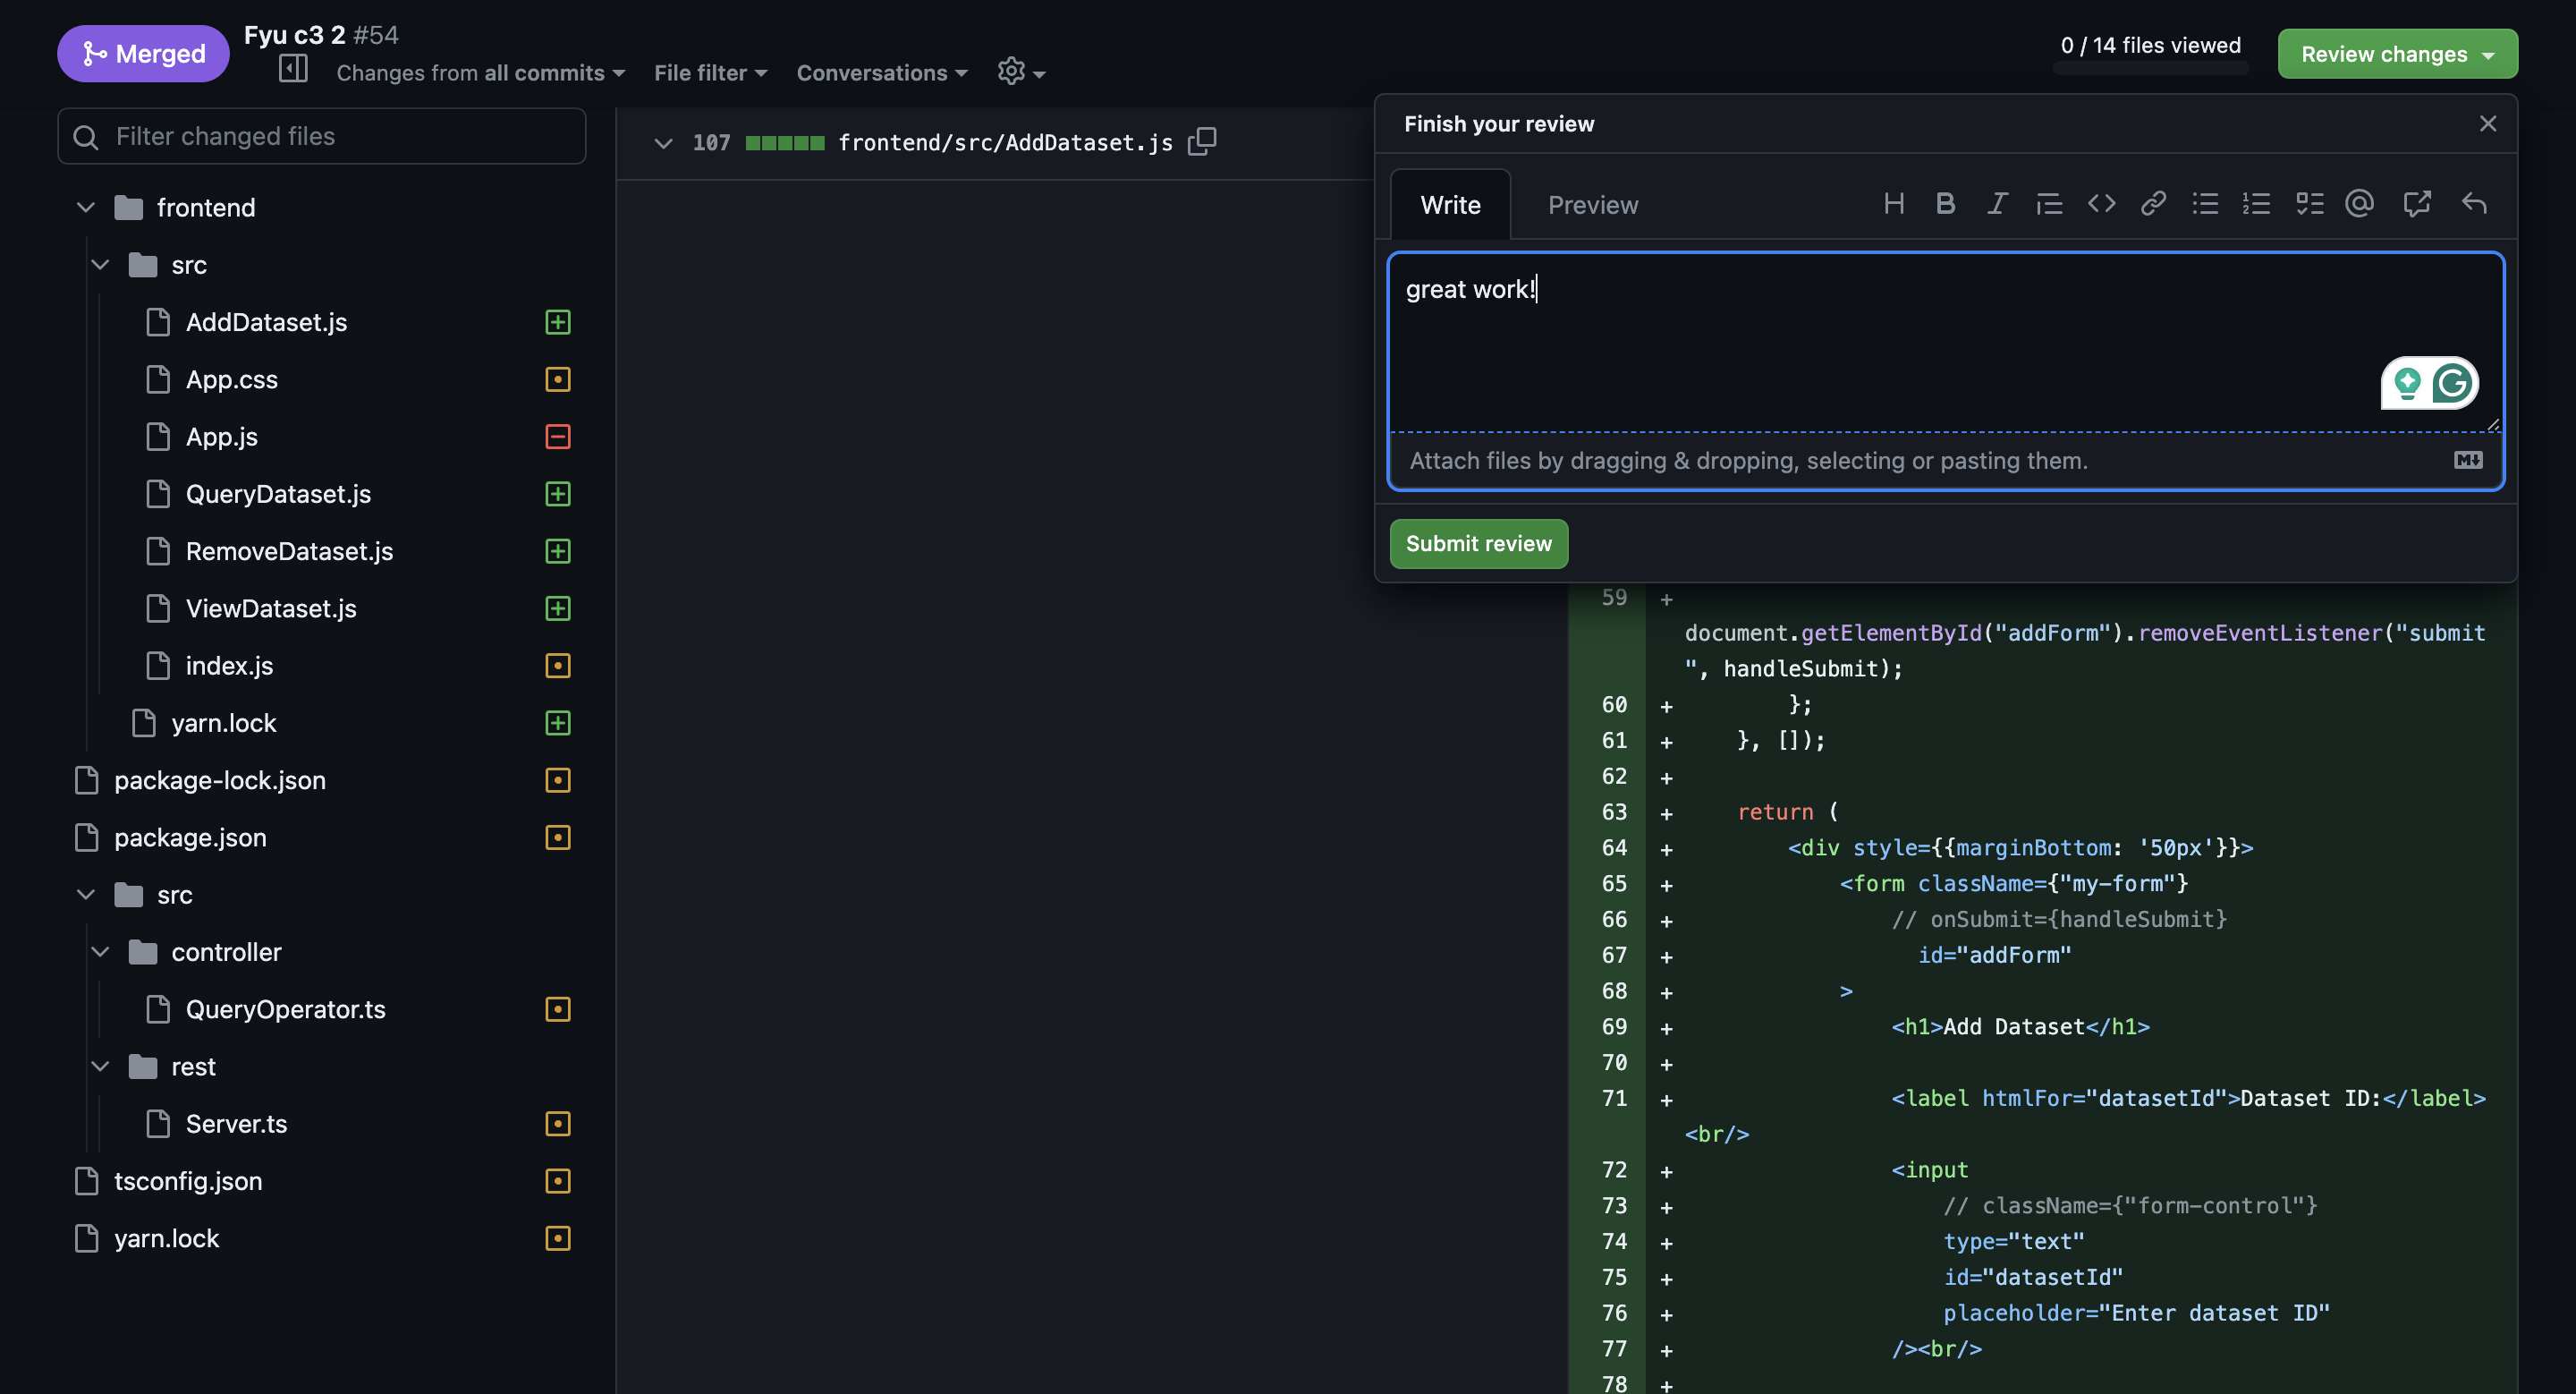 Merged
Fyu c3 2 #54
Changes from all commits
File filter
Conversations
0 / 14 files viewed
Review changes
Filter changed files
frontend
src
AddDataset.js
App.css
App.js
QueryDataset.js
RemoveDataset.js
ViewDataset.js
index.js
yarn.lock
package-lock.json
package.json
src
controller
QueryOperator.ts
rest
Server.ts
tsconfig.json
yarn.lock
107 frontend/src/AddDataset.js
Finish your review
Write
Preview
great work!
Attach files by dragging & dropping, selecting or pasting them.
Submit review
59 +
document.getElementById("addForm").removeEventListener("submit
", handleSubmit);
60 + };
61 + }, []);
62 +
63 + return (
64 + <div style={{marginBottom: '50px'}}>
65 + <form className={"my-form"}
66 + // onSubmit={handleSubmit}
67 + id="addForm"
68 + >
69 + <h1>Add Dataset</h1>
70 +
71 + <label htmlFor="datasetId">Dataset ID:</label>
<br/>
72 + <input
73 + // className={"form-control"}
74 + type="text"
75 + id="datasetId"
76 + placeholder="Enter dataset ID"
77 + /><br/>
78 +